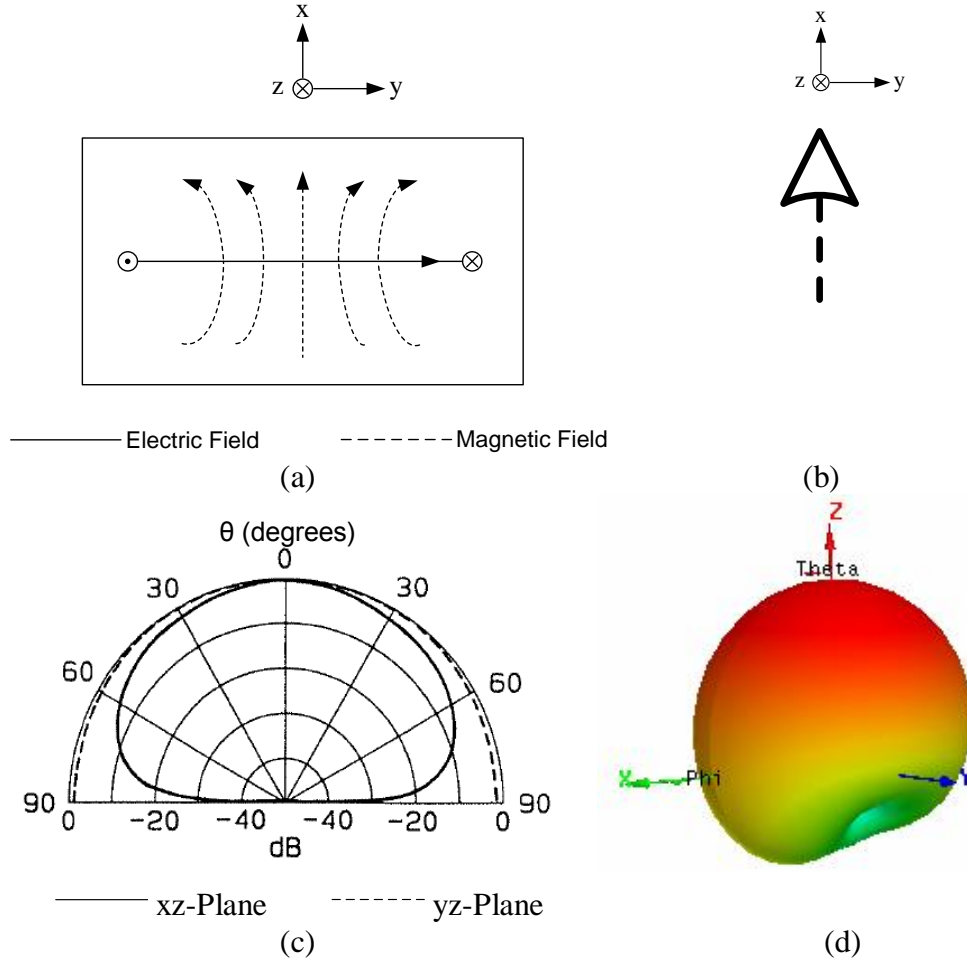 x
z
y
x
z
y
Electric Field
Magnetic Field
(a)
(b)
θ (degrees)
0
30
30
60
60
90
90
0
-20
-40
-40
-20
0
dB
xz-Plane
yz-Plane
(c)
Z
Theta
X
Phi
Y
(d)